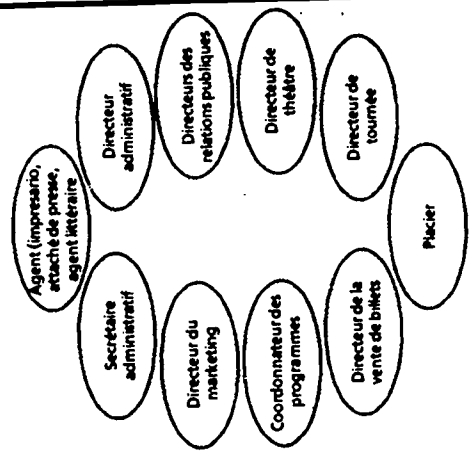 Agent (impresario,
attaché de presse,
agent littéraire
Directeur
administratif
Directeurs des
relations publiques
Directeur de
théâtre
Directeur de
tournée
Placier
Directeur de la
vente de billets
Coordonnateur des
programmes
Directeur du
marketing
Secrétaire
administratif